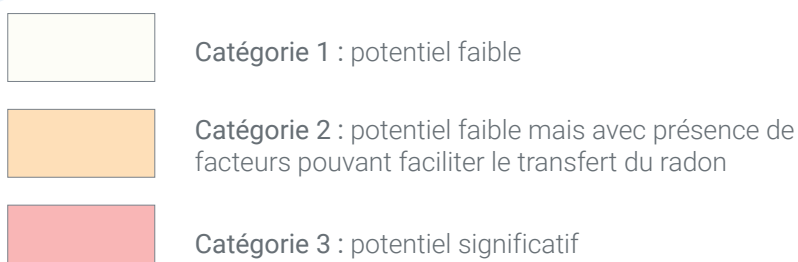 Catégorie 1 : potentiel faible
Catégorie 2 : potentiel faible mais avec présence de
facteurs pouvant faciliter le transfert du radon
Catégorie 3 : potentiel significatif